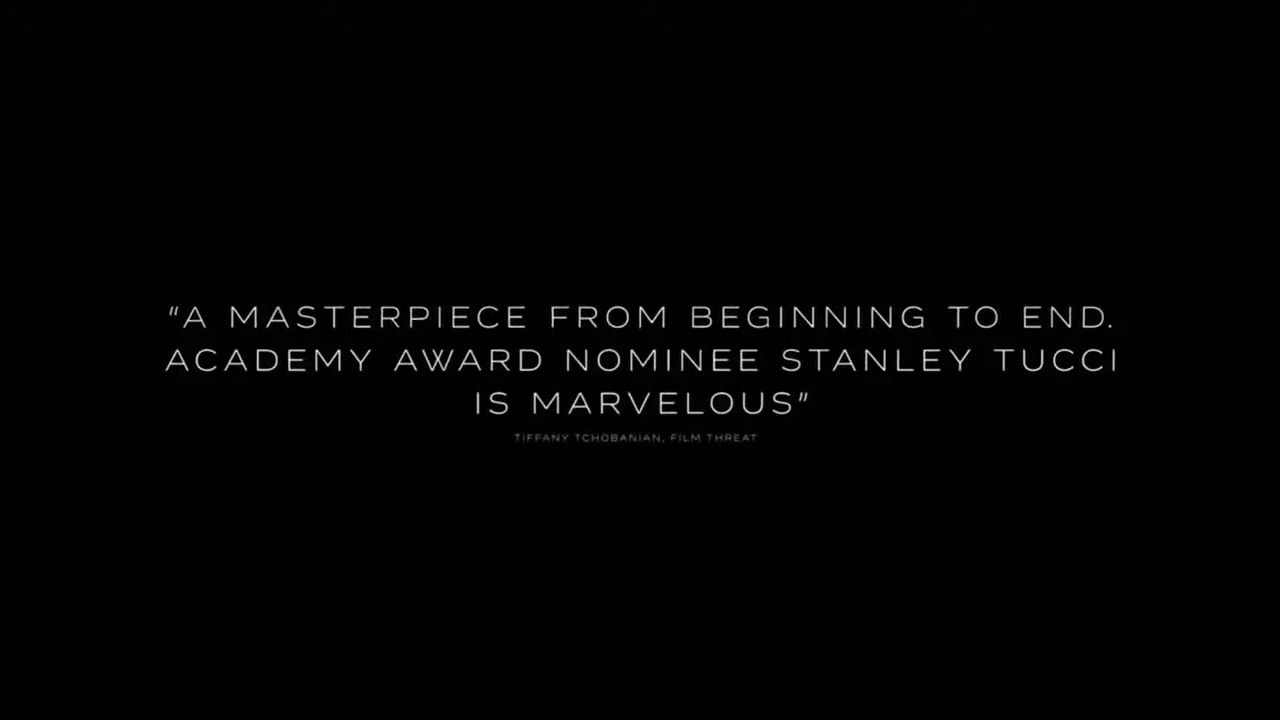 "A MASTERPIECE FROM BEGINNING TO END.
ACADEMY AWARD NOMINEE STANLEY TUCCI
IS MARVELOUS"
TIFFANY TCHOBANIAN, FILM THREAT